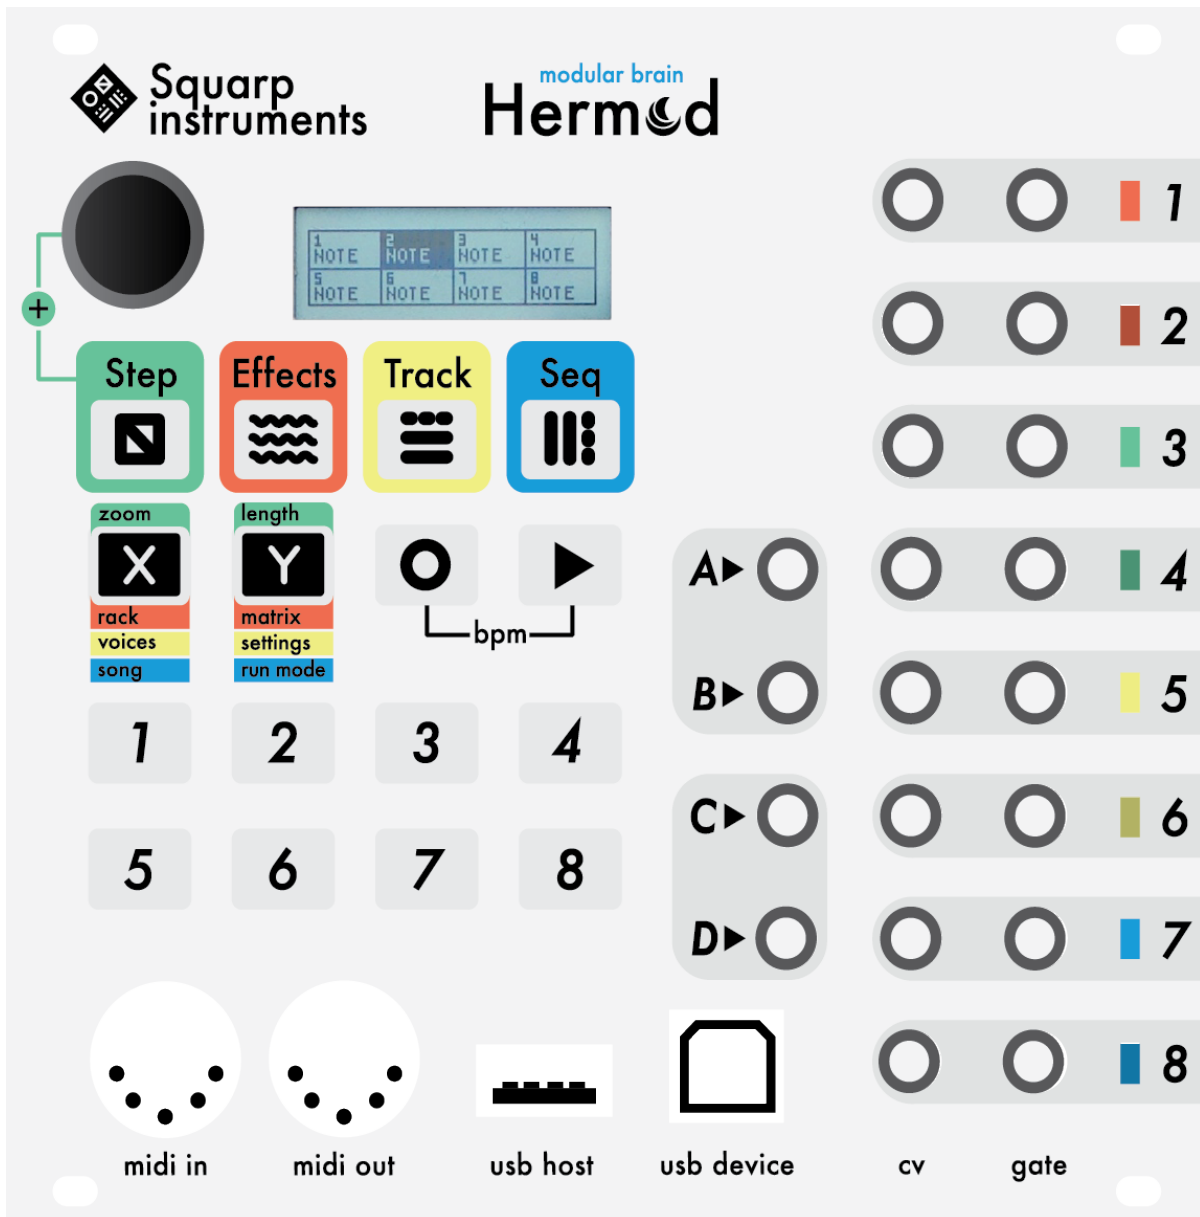 Squarp
instruments
modular brain
Hermod
1 2 3 4
NOTE NOTE NOTE NOTE
5 6 7 8
NOTE NOTE NOTE NOTE
+
Step Effects Track Seq
zoom length
X Y
rack matrix
voices settings
song run mode
bpm
1 2 3 4
5 6 7 8
A
B
C
D
1
2
3
4
5
6
7
8
midi in midi out usb host usb device cv gate